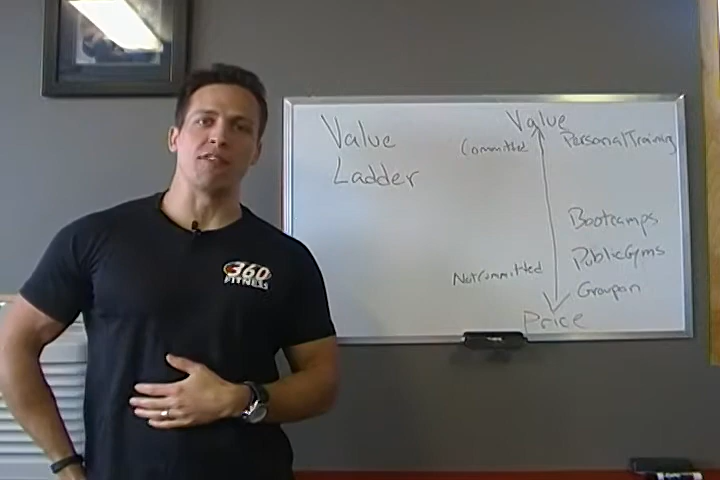 Value
Ladder
Value
Committed
Personal Training
Bootcamps
Public Gyms
Not Committed
Groupon
Price
360
FITNESS